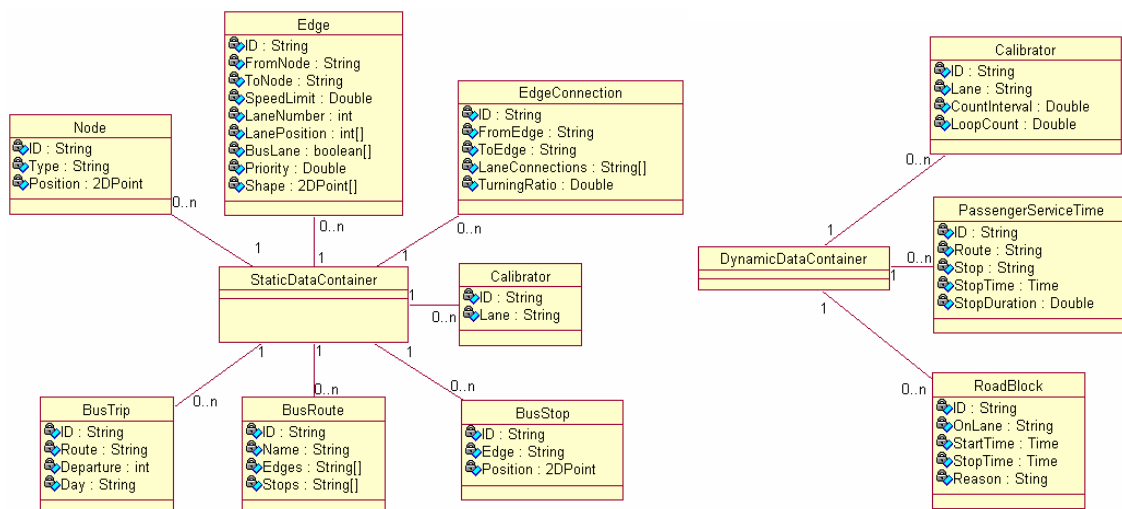 Edge
ID : String
FromNode : String
ToNode : String
SpeedLimit : Double
LaneNumber : int
LanePosition : int[]
BusLane : boolean[]
Priority : Double
Shape : 2DPoint[]
0..n
1
Node
ID : String
Type : String
Position : 2DPoint
0..n
1
EdgeConnection
ID : String
FromEdge : String
ToEdge : String
LaneConnections : String[]
TurningRatio : Double
0..n
1
StaticDataContainer
1
0..n
Calibrator
ID : String
Lane : String
1
0..n
BusTrip
ID : String
Route : String
Departure : int
Day : String
1
0..n
BusRoute
ID : String
Name : String
Edges : String[]
Stops : String[]
1
0..n
BusStop
ID : String
Edge : String
Position : 2DPoint
Calibrator
ID : String
Lane : String
CountInterval : Double
LoopCount : Double
0..n
1
DynamicDataContainer
1
0..n
PassengerServiceTime
ID : String
Route : String
Stop : String
StopTime : Time
StopDuration : Double
1
0..n
RoadBlock
ID : String
OnLane : String
StartTime : Time
StopTime : Time
Reason : Sting